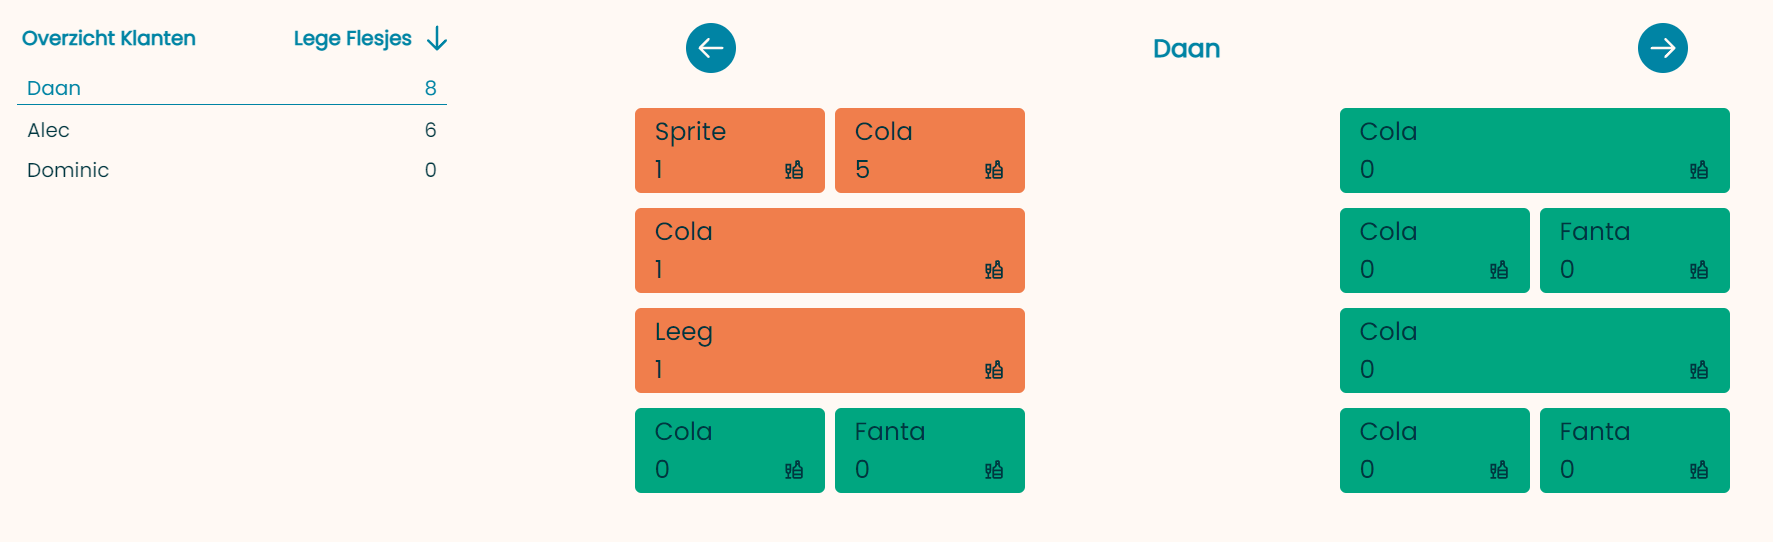 Overzicht Klanten Lege Flesjes
Daan 8
Alec 6
Dominic 0
Daan
Sprite Cola
1 5
Cola
1
Leeg
1
Cola Fanta
0 0
Cola
0
Cola Fanta
0 0
Cola
0
Cola Fanta
0 0